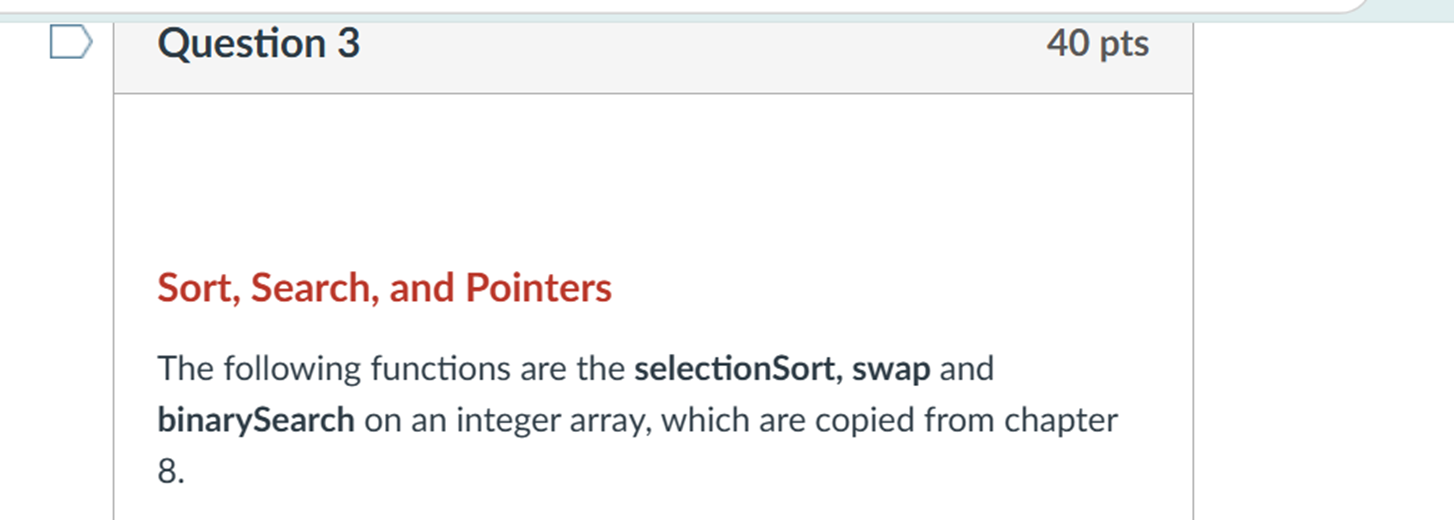 Question 3
40 pts
Sort, Search, and Pointers
The following functions are the selectionSort, swap and
binarySearch on an integer array, which are copied from chapter
8.